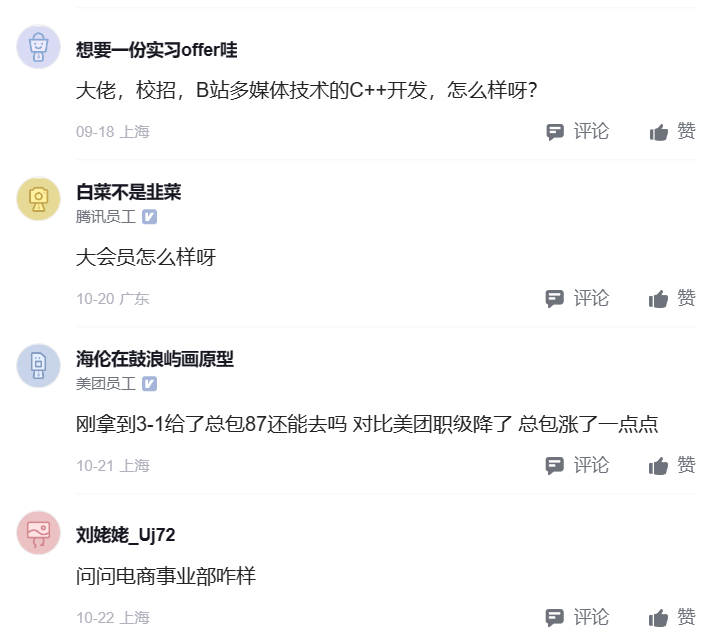 想要一份实习offer哇
大佬，校招，B站多媒体技术的C++开发，怎么样呀？
09-18 上海
评论
赞
白菜不是韭菜
腾讯员工
大会员怎么样呀
10-20 广东
评论
赞
海伦在鼓浪屿画原型
美团员工
刚拿到3-1给了总包87还能去吗 对比美团职级降了 总包涨了一点点
10-21 上海
评论
赞
刘姥姥_Uj72
问问电商事业部咋样
10-22 上海
评论
赞